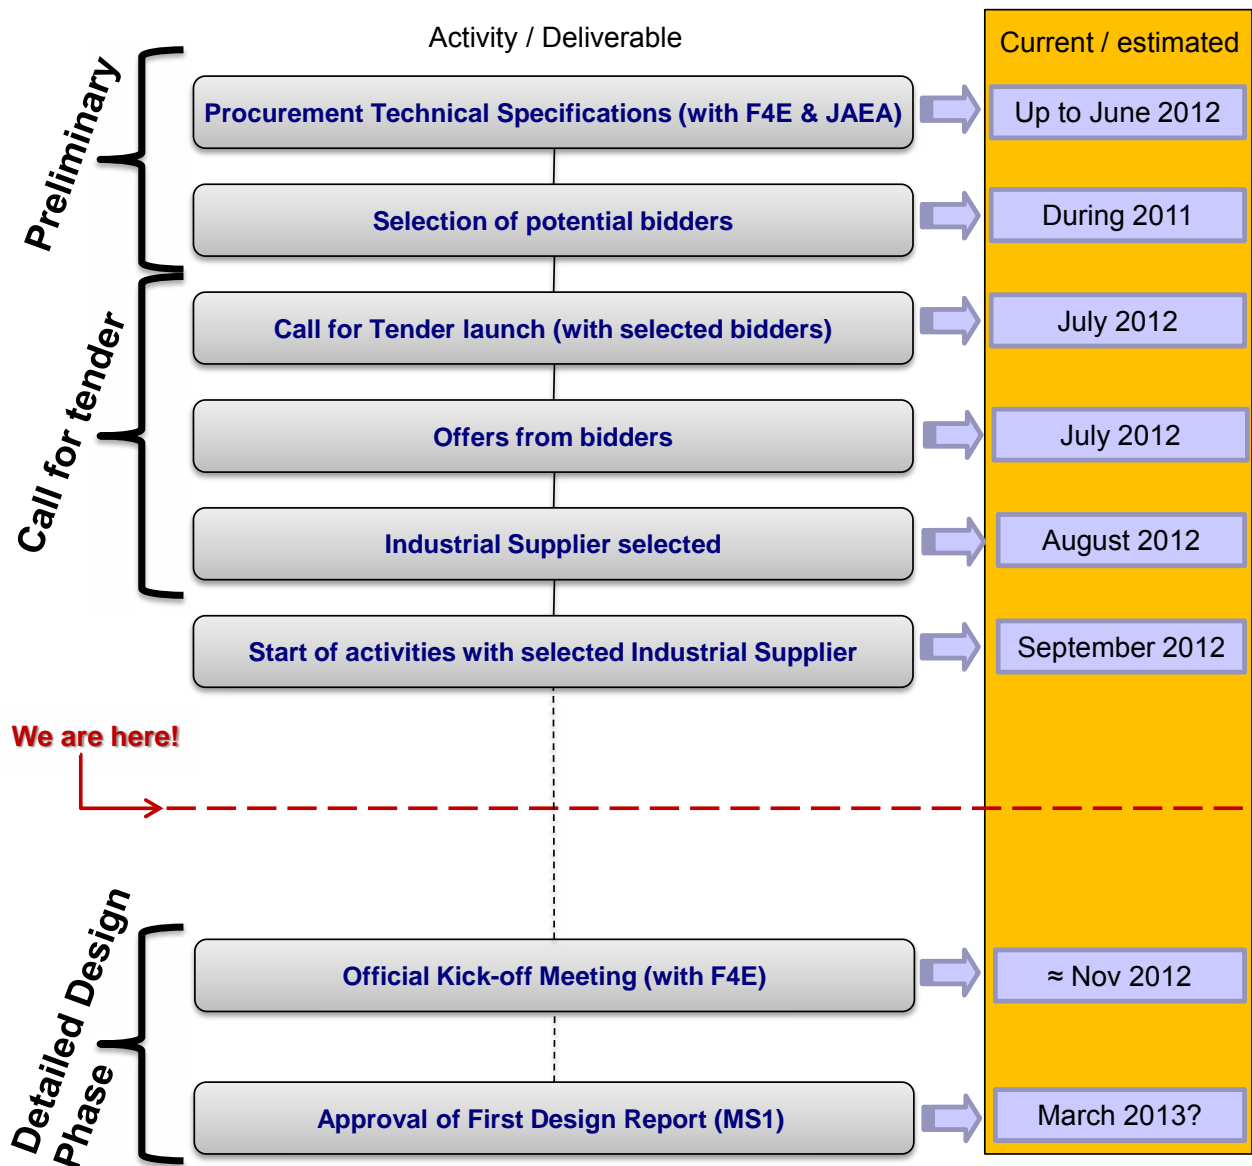 Activity / Deliverable
Current / estimated
Preliminary
Procurement Technical Specifications (with F4E & JAEA)
Up to June 2012
Selection of potential bidders
During 2011
Call for tender
Call for Tender launch (with selected bidders)
July 2012
Offers from bidders
July 2012
Industrial Supplier selected
August 2012
Start of activities with selected Industrial Supplier
September 2012
We are here!
Detailed Design
Phase
Official Kick-off Meeting (with F4E)
≈ Nov 2012
Approval of First Design Report (MS1)
March 2013?